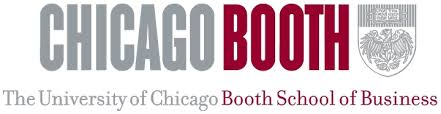 CHICAGO BOOTH
The University of Chicago Booth School of Business